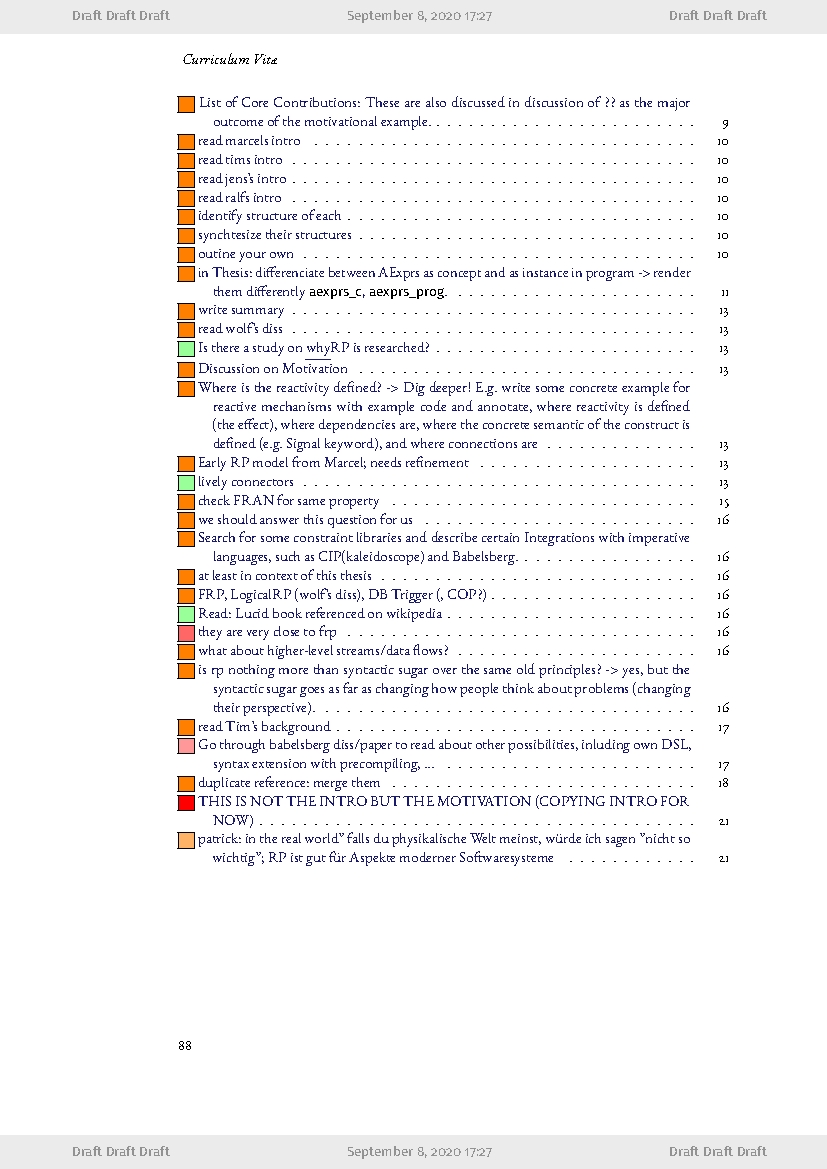 Draft Draft Draft September 8, 2020 17:27 Draft Draft Draft
Curriculum Vitæ
List of Core Contributions: These are also discussed in discussion of ?? as the major
outcome of the motivational example. . . . . . . . . . . . . . . . . . . . . . . . . . 9
read marcels intro . . . . . . . . . . . . . . . . . . . . . . . . . . . . . . . . . . . 10
read tims intro . . . . . . . . . . . . . . . . . . . . . . . . . . . . . . . . . . . . . 10
read jens's intro . . . . . . . . . . . . . . . . . . . . . . . . . . . . . . . . . . . . . 10
read ralfs intro . . . . . . . . . . . . . . . . . . . . . . . . . . . . . . . . . . . . . 10
identify structure of each . . . . . . . . . . . . . . . . . . . . . . . . . . . . . . . . 10
synchtesize their structures . . . . . . . . . . . . . . . . . . . . . . . . . . . . . . . 10
outine your own . . . . . . . . . . . . . . . . . . . . . . . . . . . . . . . . . . . . 10
in Thesis: differenciate between AExprs as concept and as instance in program -> render
them differently aexprs_c, aexprs_prog. . . . . . . . . . . . . . . . . . . . . . . 11
write summary . . . . . . . . . . . . . . . . . . . . . . . . . . . . . . . . . . . . . 13
read wolf's diss . . . . . . . . . . . . . . . . . . . . . . . . . . . . . . . . . . . . . 13
Is there a study on whyRP is researched? . . . . . . . . . . . . . . . . . . . . . . . . 13
Discussion on Motivation . . . . . . . . . . . . . . . . . . . . . . . . . . . . . . . 13
Where is the reactivity defined? -> Dig deeper! E.g. write some concrete example for
reactive mechanisms with example code and annotate, where reactivity is defined
(the effect), where dependencies are, where the concrete semantic of the construct is
defined (e.g. Signal keyword), and where connections are . . . . . . . . . . . . . . 13
Early RP model from Marcel; needs refinement . . . . . . . . . . . . . . . . . . . . 13
lively connectors . . . . . . . . . . . . . . . . . . . . . . . . . . . . . . . . . . . . 13
check FRAN for same property . . . . . . . . . . . . . . . . . . . . . . . . . . . . 15
we should answer this question for us . . . . . . . . . . . . . . . . . . . . . . . . . 16
Search for some constraint libraries and describe certain Integrations with imperative
languages, such as CIP(kaleidoscope) and Babelsberg. . . . . . . . . . . . . . . . . 16
at least in context of this thesis . . . . . . . . . . . . . . . . . . . . . . . . . . . . . 16
FRP, LogicalRP (wolf's diss), DB Trigger (, COP?) . . . . . . . . . . . . . . . . . . . 16
Read: Lucid book referenced on wikipedia . . . . . . . . . . . . . . . . . . . . . . . 16
they are very close to frp . . . . . . . . . . . . . . . . . . . . . . . . . . . . . . . . 16
what about higher-level streams/data flows? . . . . . . . . . . . . . . . . . . . . . . 16
is rp nothing more than syntactic sugar over the same old principles? -> yes, but the
syntactic sugar goes as far as changing how people think about problems (changing
their perspective). . . . . . . . . . . . . . . . . . . . . . . . . . . . . . . . . . . 16
read Tim's background . . . . . . . . . . . . . . . . . . . . . . . . . . . . . . . . . 17
Go through babelsberg diss/paper to read about other possibilities, inluding own DSL,
syntax extension with precompiling, ... . . . . . . . . . . . . . . . . . . . . . . . 17
duplicate reference: merge them . . . . . . . . . . . . . . . . . . . . . . . . . . . . 18
THIS IS NOT THE INTRO BUT THE MOTIVATION (COPYING INTRO FOR
NOW) . . . . . . . . . . . . . . . . . . . . . . . . . . . . . . . . . . . . . . . . 21
patrick: in the real world” falls du physikalische Welt meinst, würde ich sagen ”nicht so
wichtig”; RP ist gut für Aspekte moderner Softwaresysteme . . . . . . . . . . . . 21
88
Draft Draft Draft September 8, 2020 17:27 Draft Draft Draft